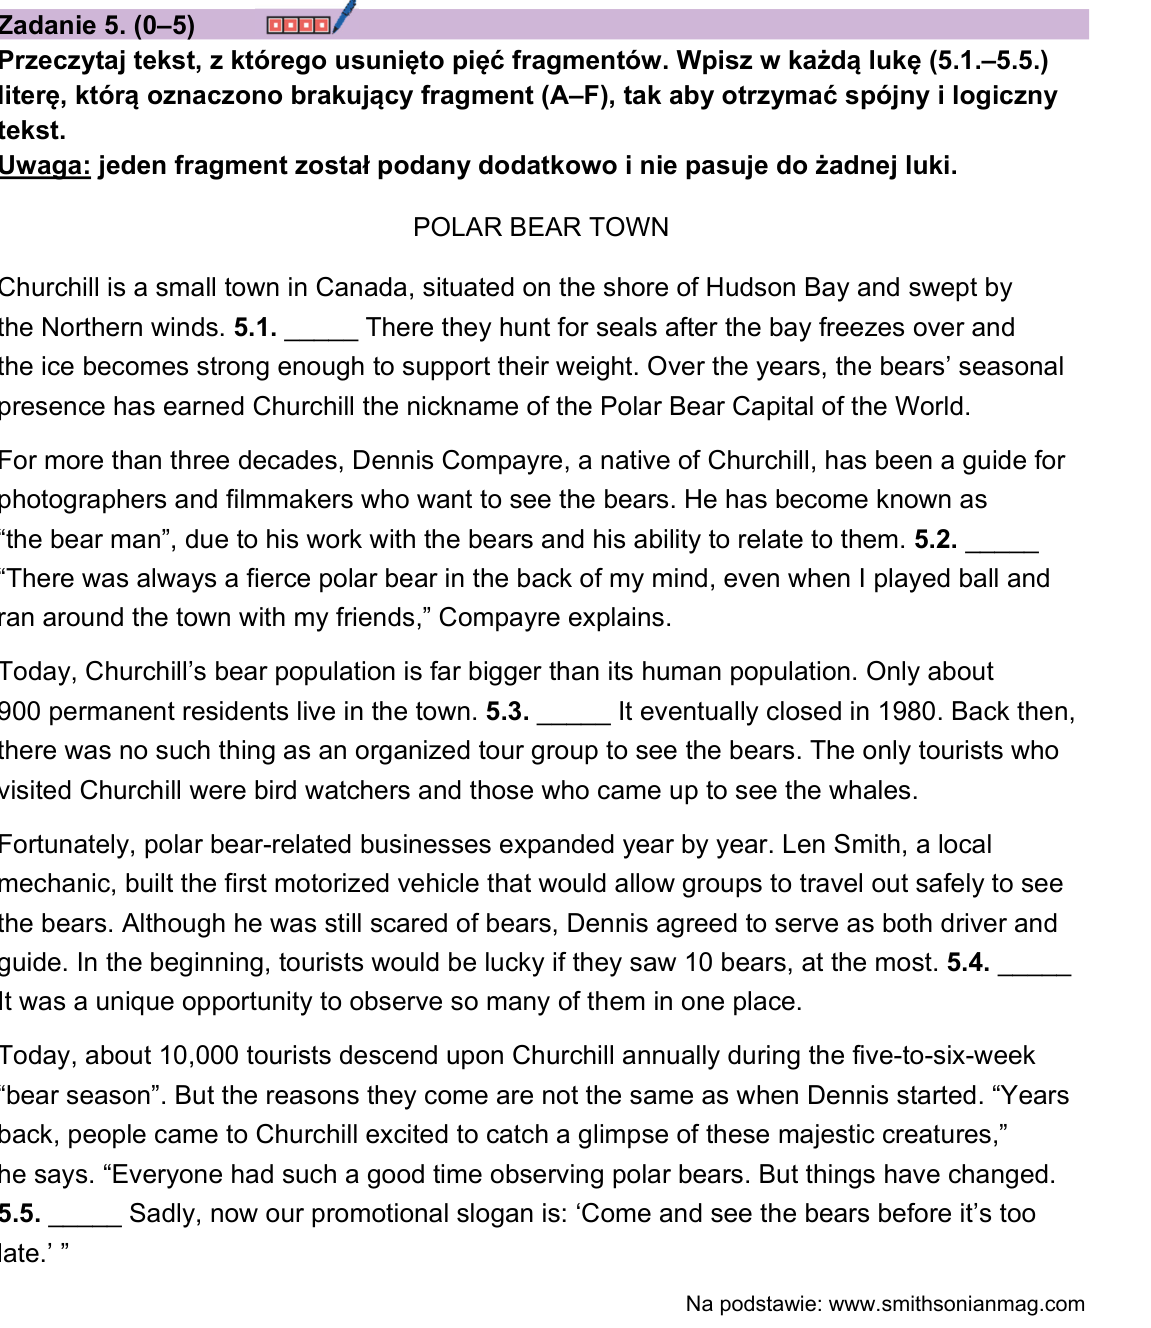 Zadanie 5. (0–5)
Przeczytaj tekst, z którego usunięto pięć fragmentów. Wpisz w każdą lukę (5.1.–5.5.)
literę, którą oznaczono brakujący fragment (A–F), tak aby otrzymać spójny i logiczny
tekst.
Uwaga: jeden fragment został podany dodatkowo i nie pasuje do żadnej luki.
POLAR BEAR TOWN
Churchill is a small town in Canada, situated on the shore of Hudson Bay and swept by
the Northern winds. 5.1. _____ There they hunt for seals after the bay freezes over and
the ice becomes strong enough to support their weight. Over the years, the bears’ seasonal
presence has earned Churchill the nickname of the Polar Bear Capital of the World.
For more than three decades, Dennis Compayre, a native of Churchill, has been a guide for
photographers and filmmakers who want to see the bears. He has become known as
“the bear man”, due to his work with the bears and his ability to relate to them. 5.2. _____
“There was always a fierce polar bear in the back of my mind, even when I played ball and
ran around the town with my friends,” Compayre explains.
Today, Churchill’s bear population is far bigger than its human population. Only about
900 permanent residents live in the town. 5.3. _____ It eventually closed in 1980. Back then,
there was no such thing as an organized tour group to see the bears. The only tourists who
visited Churchill were bird watchers and those who came up to see the whales.
Fortunately, polar bear-related businesses expanded year by year. Len Smith, a local
mechanic, built the first motorized vehicle that would allow groups to travel out safely to see
the bears. Although he was still scared of bears, Dennis agreed to serve as both driver and
guide. In the beginning, tourists would be lucky if they saw 10 bears, at the most. 5.4. _____
It was a unique opportunity to observe so many of them in one place.
Today, about 10,000 tourists descend upon Churchill annually during the five-to-six-week
“bear season”. But the reasons they come are not the same as when Dennis started. “Years
back, people came to Churchill excited to catch a glimpse of these majestic creatures,”
he says. “Everyone had such a good time observing polar bears. But things have changed.
5.5. _____ Sadly, now our promotional slogan is: ‘Come and see the bears before it’s too
late.’ ”
Na podstawie: www.smithsonianmag.com